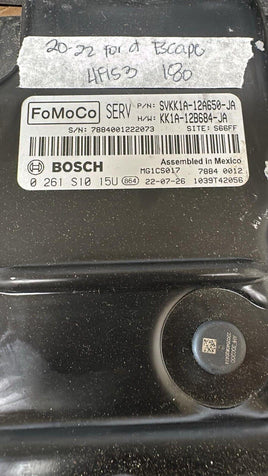 20-22 Ford Escape
4F153 180
FoMoCo SERV P/N: SVKK1A-12A650-JA
H/W: KK1A-12B684-JA
S/N: 7884001222073 SITE: S66FF
BOSCH Assembled in Mexico
MG1CS017 7884 0012
0 261 S10 15U 864 22-07-26 1039T42056